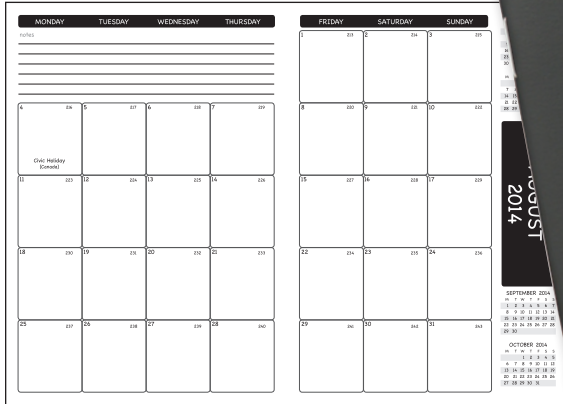 MONDAY TUESDAY WEDNESDAY THURSDAY FRIDAY SATURDAY SUNDAY
notes
1 213 2 214 3 215
4 216 5 217 6 218 7 219 8 220 9 221 10 222
Civic Holiday
(Canada)
11 223 12 224 13 225 14 226 15 227 16 228 17 229
18 230 19 231 20 232 21 233 22 234 23 235 24 236
25 237 26 238 27 239 28 240 29 241 30 242 31 243
AUGUST
2014
SEPTEMBER 2014
M T W T F S S
1 2 3 4 5 6 7
8 9 10 11 12 13 14
15 16 17 18 19 20 21
22 23 24 25 26 27 28
29 30
OCTOBER 2014
M T W T F S S
1 2 3 4 5
6 7 8 9 10 11 12
13 14 15 16 17 18 19
20 21 22 23 24 25 26
27 28 29 30 31